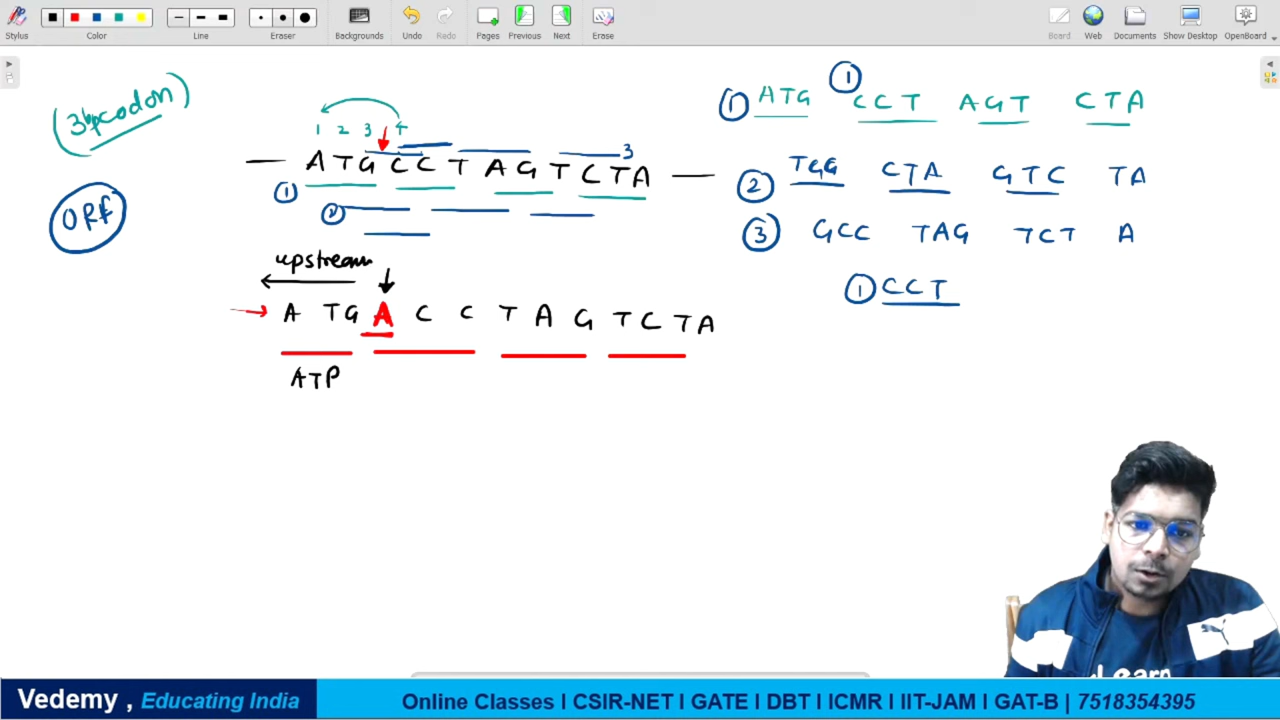 Stylus Color Line Eraser Backgrounds Undo Redo Pages Previous Next Erase Board Web Documents Show Desktop OpenBoard
(3bp codon)
ORF
1 2 3 4
— A T G C C T A G T C T A —
3
①
②
upstream
A T G A C C T A G T C T A
ATP
①
① ATG CCT AGT CTA
② TGG CTA GTC TA
③ GCC TAG TCT A
① CCT
Learn
Vedemy , Educating India
Online Classes I CSIR-NET I GATE I DBT I ICMR I IIT-JAM I GAT-B I 7518354395